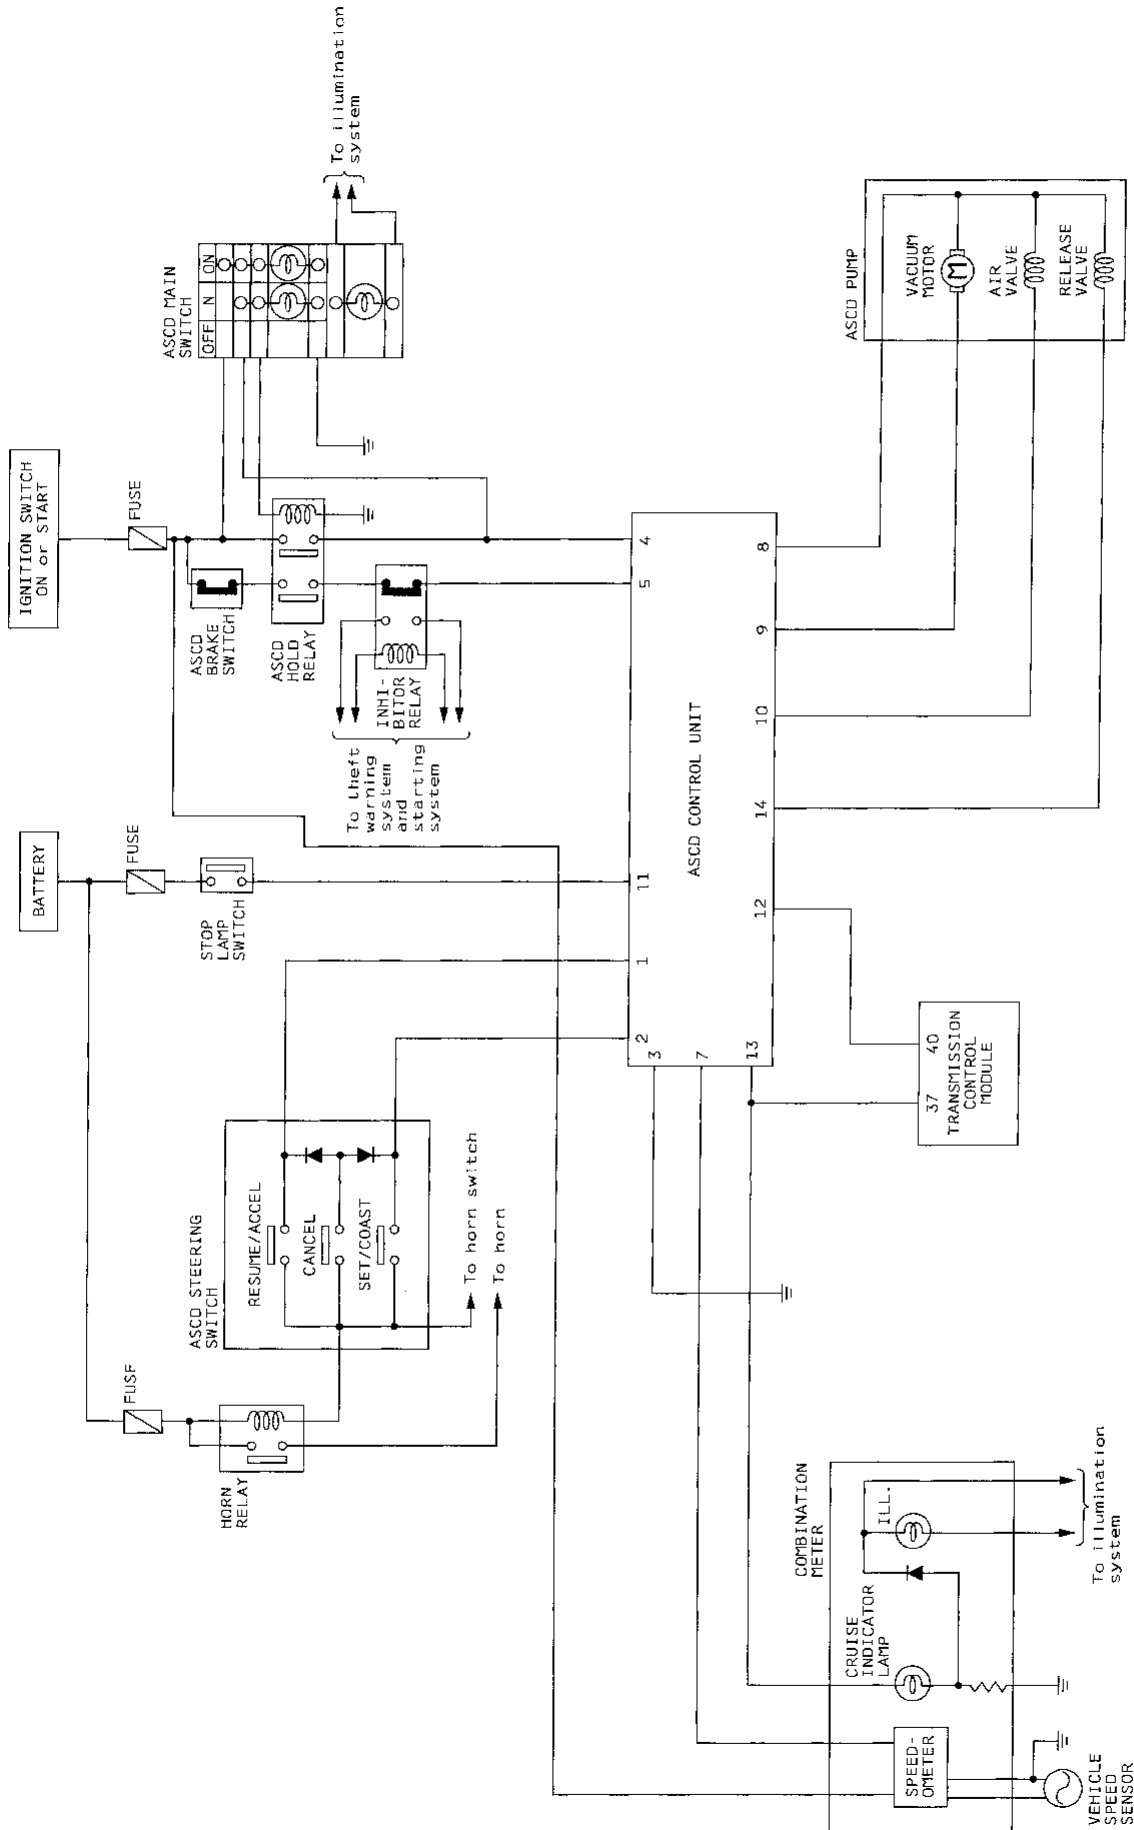 To illumination
system
ASCD MAIN
SWITCH
OFF N ON
IGNITION SWITCH
ON or START
FUSE
ASCD
BRAKE
SWITCH
ASCD
HOLD
RELAY
INHI-
BITOR
RELAY
To theft
warning
system
and
starting
system
BATTERY
FUSE
STOP
LAMP
SWITCH
ASCD STEERING
SWITCH
RESUME/ACCEL
CANCEL
SET/COAST
To horn switch
To horn
FUSE
HORN
RELAY
ASCD CONTROL UNIT
4
5
11
1
2
3
7
13
12
14
10
9
8
ASCD PUMP
VACUUM
MOTOR
M
AIR
VALVE
RELEASE
VALVE
37 40
TRANSMISSION
CONTROL
MODULE
COMBINATION
METER
CRUISE
INDICATOR
LAMP
ILL.
To illumination
system
SPEED-
OMETER
VEHICLE
SPEED
SENSOR